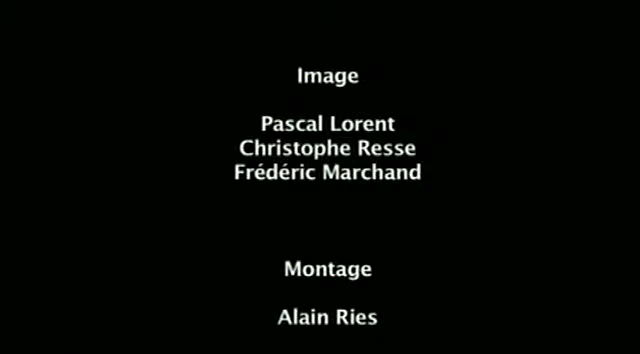 Image
Pascal Lorent
Christophe Resse
Frédéric Marchand
Montage
Alain Ries